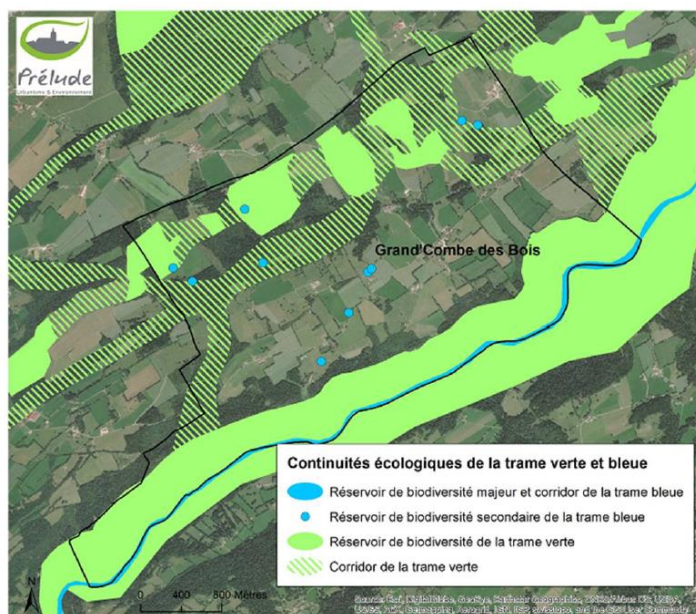 Prélude
Urbanisme & Environnement
Grand'Combe des Bois
Continuités écologiques de la trame verte et bleue
Réservoir de biodiversité majeur et corridor de la trame bleue
Réservoir de biodiversité secondaire de la trame bleue
Réservoir de biodiversité de la trame verte
Corridor de la trame verte
N
0 400 800 Mètres